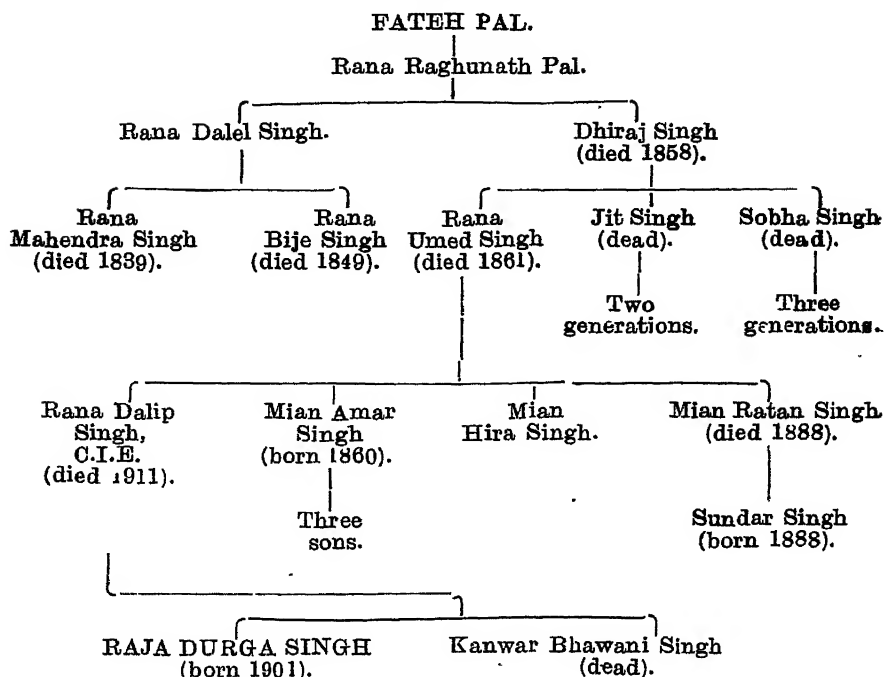 FATEH PAL.
Rana Raghunath Pal.
Rana Dalel Singh. Dhiraj Singh
(died 1858).
Rana Rana Rana Jit Singh Sobha Singh
Mahendra Singh Bije Singh Umed Singh (dead). (dead).
(died 1839). (died 1849). (died 1861).
Two Three
generations. generations.
Rana Dalip Mian Amar Mian Mian Ratan Singh
Singh, Singh Hira Singh. (died 1888).
C.I.E. (born 1860).
(died 1911).
Three Sundar Singh
sons. (born 1888).
RAJA DURGA SINGH Kanwar Bhawani Singh
(born 1901). (dead).